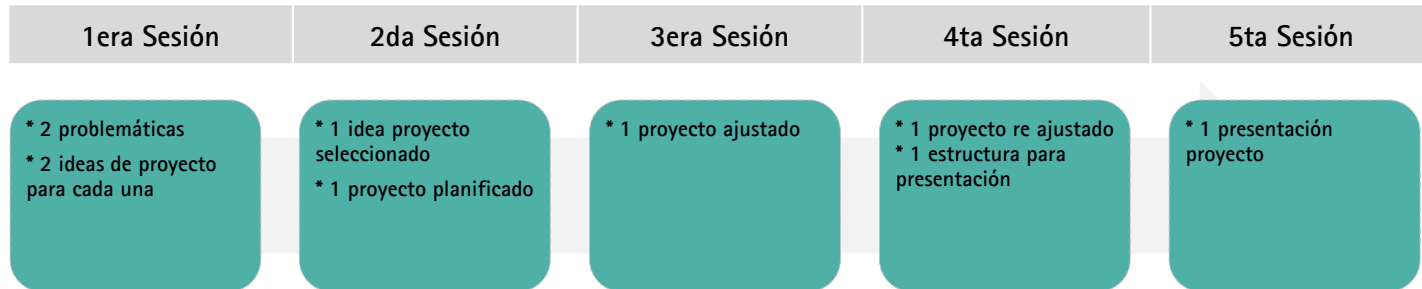 1era Sesión
2da Sesión
3era Sesión
4ta Sesión
5ta Sesión
* 2 problemáticas
* 2 ideas de proyecto
para cada una
* 1 idea proyecto
seleccionado
* 1 proyecto planificado
* 1 proyecto ajustado
* 1 proyecto re ajustado
* 1 estructura para
presentación
* 1 presentación
proyecto